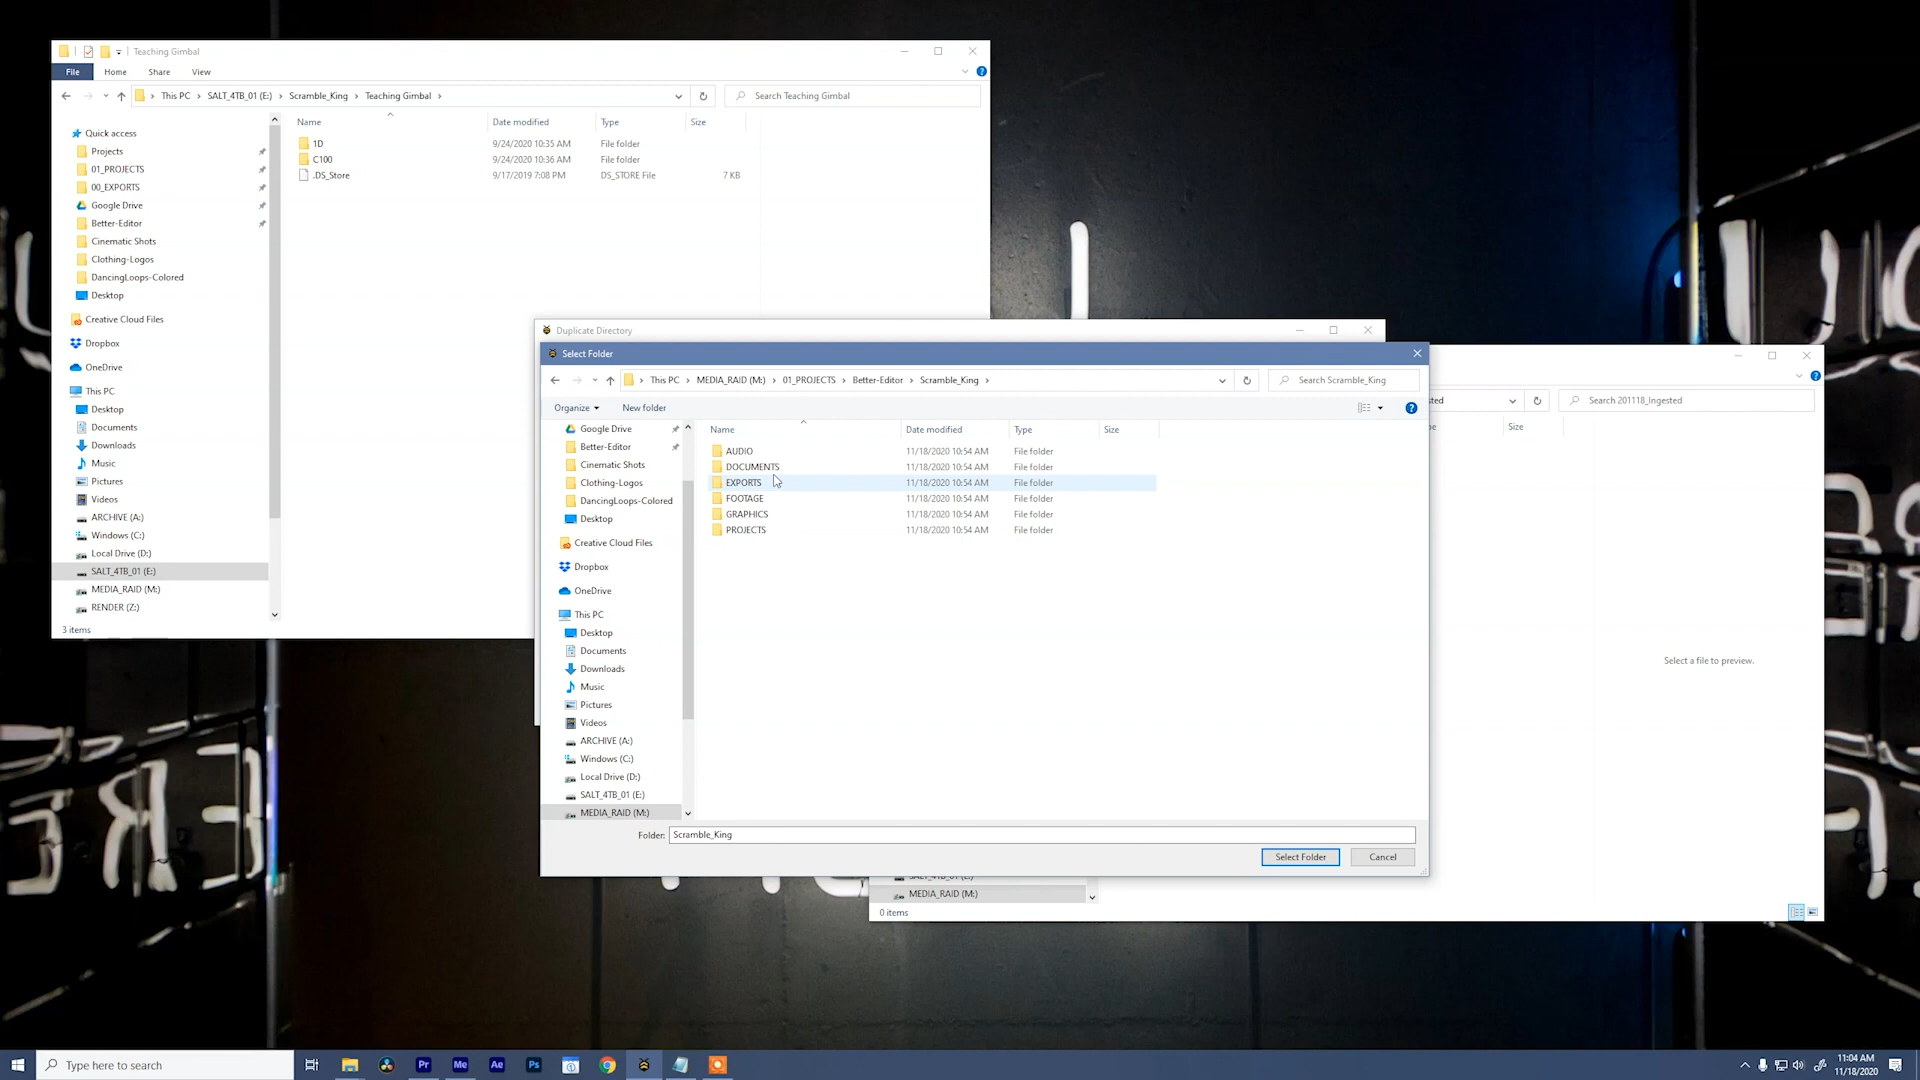 Teaching Gimbal
File Home Share View
This PC SALT_4TB_01 (E:) Scramble_King Teaching Gimbal
Search Teaching Gimbal
Name Date modified Type Size
1D 9/24/2020 10:35 AM File folder
C100 9/24/2020 10:36 AM File folder
.DS_Store 9/17/2019 7:08 PM DS_STORE File 7 KB
Quick access
Projects
01_PROJECTS
00_EXPORTS
Google Drive
Better-Editor
Cinematic Shots
Clothing-Logos
DancingLoops-Colored
Desktop
Creative Cloud Files
Dropbox
OneDrive
This PC
Desktop
Documents
Downloads
Music
Pictures
Videos
ARCHIVE (A:)
Windows (C:)
Local Drive (D:)
SALT_4TB_01 (E:)
MEDIA_RAID (M:)
RENDER (Z:)
3 items
Duplicate Directory
Select Folder
This PC MEDIA_RAID (M:) 01_PROJECTS Better-Editor Scramble_King
Search Scramble_King
Organize New folder
Name Date modified Type Size
AUDIO 11/18/2020 10:54 AM File folder
DOCUMENTS 11/18/2020 10:54 AM File folder
EXPORTS 11/18/2020 10:54 AM File folder
FOOTAGE 11/18/2020 10:54 AM File folder
GRAPHICS 11/18/2020 10:54 AM File folder
PROJECTS 11/18/2020 10:54 AM File folder
Google Drive
Better-Editor
Cinematic Shots
Clothing-Logos
DancingLoops-Colored
Desktop
Creative Cloud Files
Dropbox
OneDrive
This PC
Desktop
Documents
Downloads
Music
Pictures
Videos
ARCHIVE (A:)
Windows (C:)
Local Drive (D:)
SALT_4TB_01 (E:)
MEDIA_RAID (M:)
Folder: Scramble_King
Select Folder Cancel
Search 201118_Ingested
Size
Select a file to preview.
MEDIA_RAID (M:)
0 items
Type here to search
Pr Me Ae Ps
11:04 AM
11/18/2020